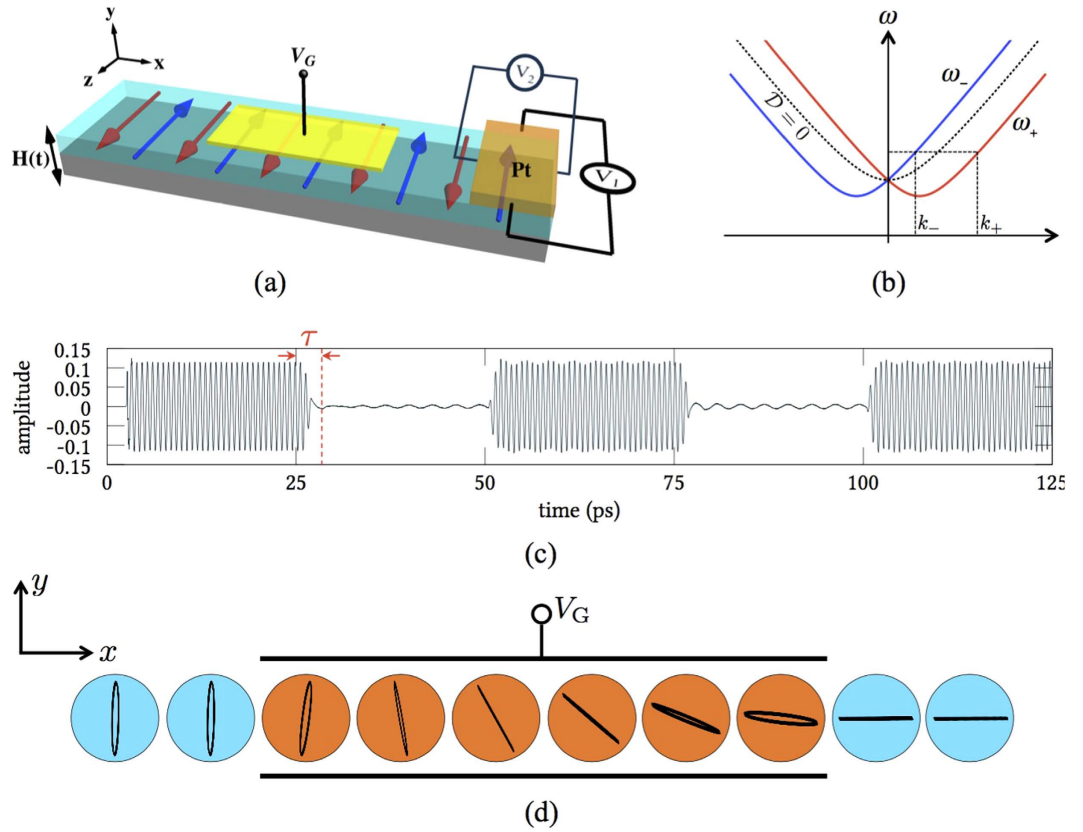 y
x
z
V_G
V_2
H(t)
Pt
V_1
(a)
ω
ω_-
D = 0
ω_+
k_- k_+
(b)
τ
0.15
0.1
0.05
0
-0.05
-0.1
-0.15
amplitude
0 25 50 75 100 125
time (ps)
(c)
y
V_G
x
(d)